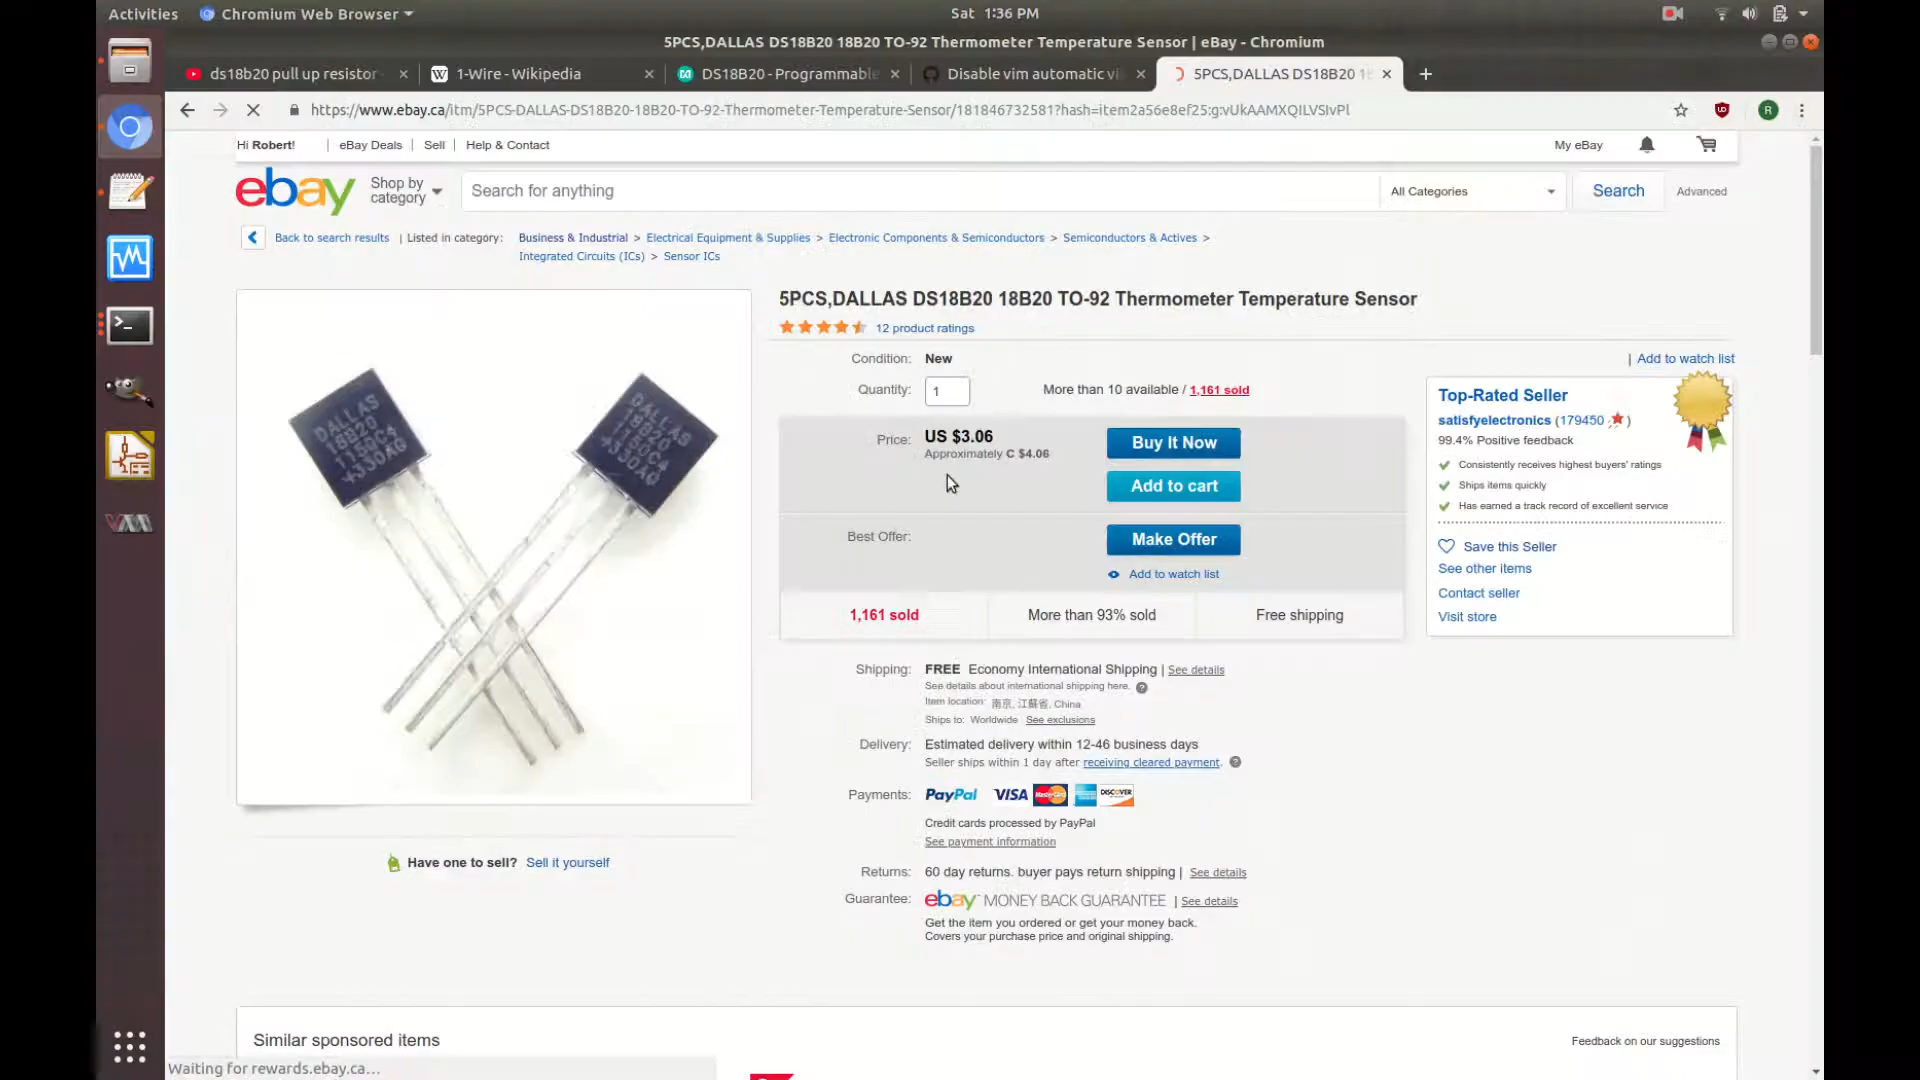 Activities
Chromium Web Browser
Sat 1:36 PM
5PCS,DALLAS DS18B20 18B20 TO-92 Thermometer Temperature Sensor | eBay - Chromium
ds18b20 pull up resistor
1-Wire - Wikipedia
DS18B20 - Programmable
Disable vim automatic vi
5PCS,DALLAS DS18B20 1
https://www.ebay.ca/itm/5PCS-DALLAS-DS18B20-18B20-TO-92-Thermometer-Temperature-Sensor/181846732581?hash=item2a56e8ef25:g:vUkAAMXQILVSIvPl
R
Hi Robert! | eBay Deals | Sell | Help & Contact
My eBay
ebay
Shop by category
Search for anything
All Categories
Search
Advanced
Back to search results | Listed in category:
Business & Industrial > Electrical Equipment & Supplies > Electronic Components & Semiconductors > Semiconductors & Actives >
Integrated Circuits (ICs) > Sensor ICs
DALLAS
18B20
1150C4
+330AG
DALLAS
18B20
1150C4
+330AG
Have one to sell? Sell it yourself
5PCS,DALLAS DS18B20 18B20 TO-92 Thermometer Temperature Sensor
12 product ratings
Condition: New
| Add to watch list
Quantity: 1
More than 10 available / 1,161 sold
Price: US $3.06
Approximately C $4.06
Buy It Now
Add to cart
Best Offer:
Make Offer
Add to watch list
1,161 sold
More than 93% sold
Free shipping
Top-Rated Seller
satisfyelectronics (179450 )
99.4% Positive feedback
Consistently receives highest buyers' ratings
Ships items quickly
Has earned a track record of excellent service
Save this Seller
See other items
Contact seller
Visit store
Shipping: FREE Economy International Shipping | See details
See details about international shipping here.
Item location: 南京, 江蘇省, China
Ships to: Worldwide See exclusions
Delivery: Estimated delivery within 12-46 business days
Seller ships within 1 day after receiving cleared payment.
Payments: PayPal VISA MasterCard DISCOVER
Credit cards processed by PayPal
See payment information
Returns: 60 day returns. buyer pays return shipping | See details
Guarantee: ebay MONEY BACK GUARANTEE | See details
Get the item you ordered or get your money back.
Covers your purchase price and original shipping.
Similar sponsored items
Feedback on our suggestions
Waiting for rewards.ebay.ca...